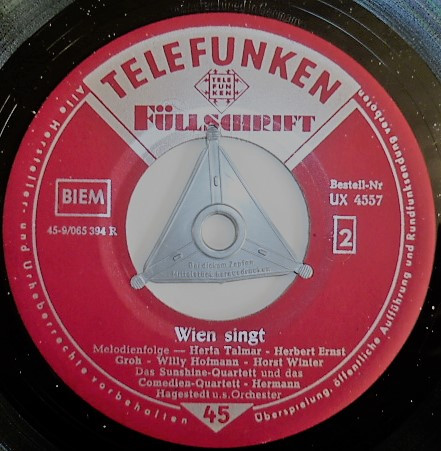 TELEFUNKEN
TELE
FUN
KEN
FÜLLSCHRIFT
BIEM
45-9/065 394 R
Bestell-Nr
UX 4557
2
Wien singt
Melodienfolge — Herta Talmar - Herbert Ernst
Groh - Willy Hofmann - Horst Winter
Das Sunshine-Quartett und das
Comedien-Quartett - Hermann
Hagestedt u.s. Orchester
45
Alle Hersteller- und Urheberrechte vorbehalten
Überspielung, öffentliche Aufführung und Rundfunksendung verboten